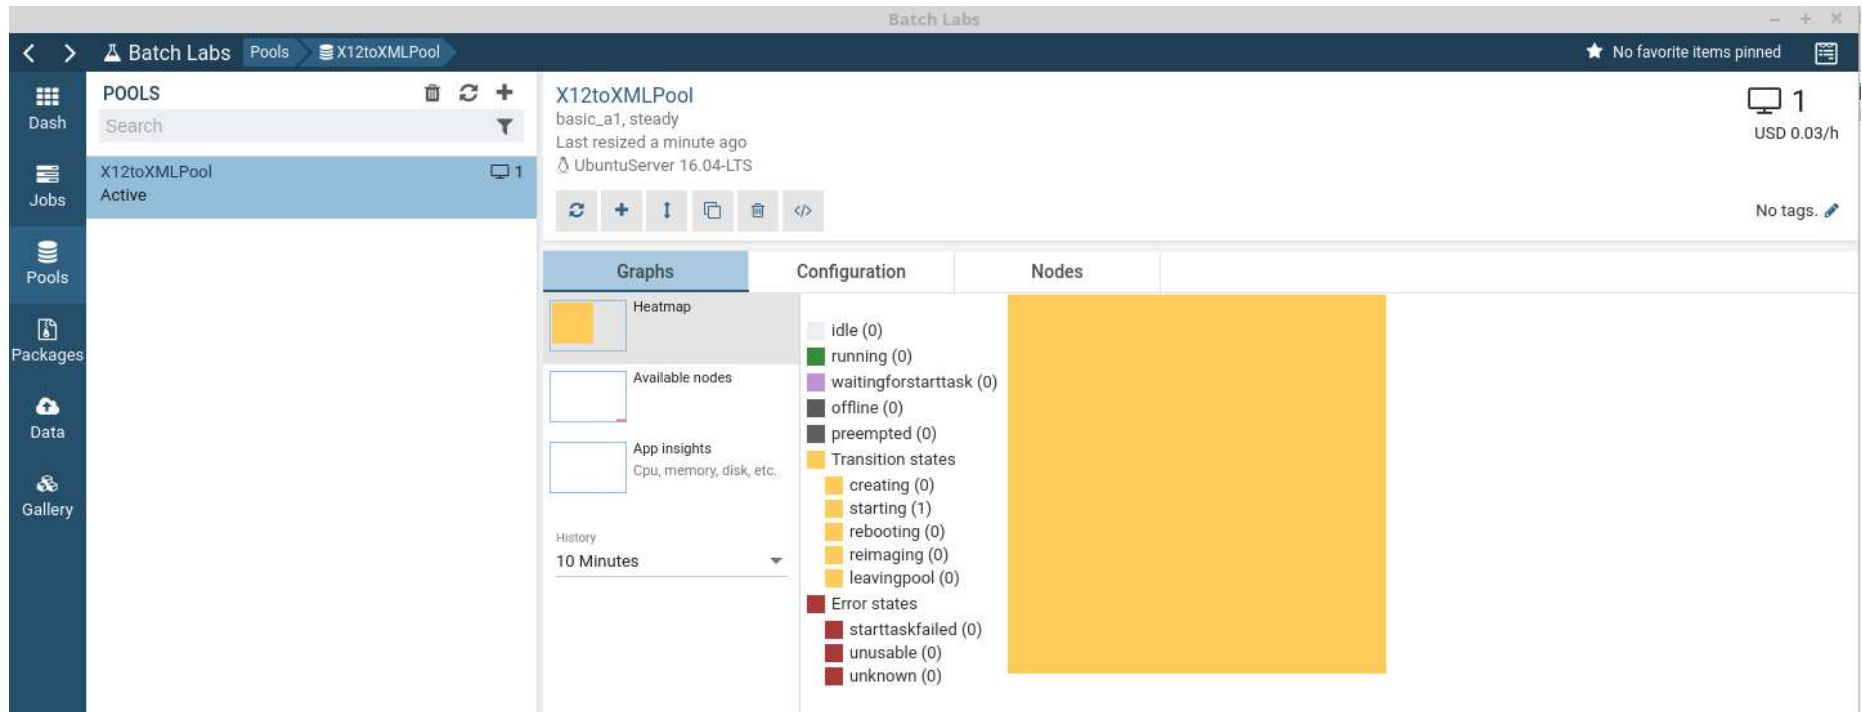 Batch Labs
Batch Labs Pools X12toXMLPool No favorite items pinned
Dash
Jobs
Pools
Packages
Data
Gallery
POOLS
Search
X12toXMLPool 1
Active
X12toXMLPool
basic_a1, steady
Last resized a minute ago
UbuntuServer 16.04-LTS
1
USD 0.03/h
</>
No tags.
Graphs Configuration Nodes
Heatmap
Available nodes
App insights
Cpu, memory, disk, etc.
History
10 Minutes
idle (0)
running (0)
waitingforstarttask (0)
offline (0)
preempted (0)
Transition states
creating (0)
starting (1)
rebooting (0)
reimaging (0)
leavingpool (0)
Error states
starttaskfailed (0)
unusable (0)
unknown (0)